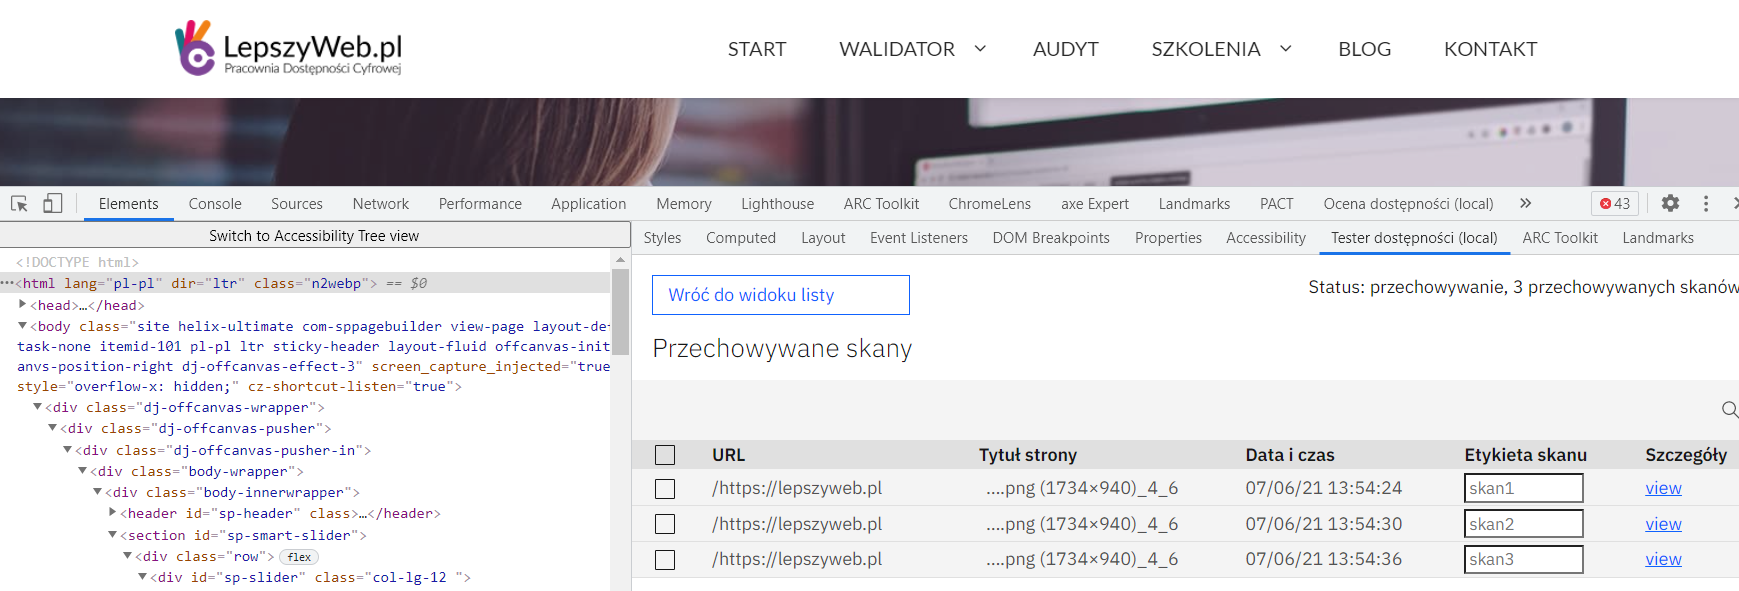 LepszyWeb.pl
Pracownia Dostępności Cyfrowej
START WALIDATOR AUDYT SZKOLENIA BLOG KONTAKT
Elements Console Sources Network Performance Application Memory Lighthouse ARC Toolkit ChromeLens axe Expert Landmarks PACT Ocena dostępności (local) » 43
Switch to Accessibility Tree view
Styles Computed Layout Event Listeners DOM Breakpoints Properties Accessibility Tester dostępności (local) ARC Toolkit Landmarks
<!DOCTYPE html>
···<html lang="pl-pl" dir="ltr" class="n2webp"> == $0
<head>…</head>
<body class="site helix-ultimate com-sppagebuilder view-page layout-de
task-none itemid-101 pl-pl ltr sticky-header layout-fluid offcanvas-init
anvs-position-right dj-offcanvas-effect-3" screen_capture_injected="true
style="overflow-x: hidden;" cz-shortcut-listen="true">
<div class="dj-offcanvas-wrapper">
<div class="dj-offcanvas-pusher">
<div class="dj-offcanvas-pusher-in">
<div class="body-wrapper">
<div class="body-innerwrapper">
<header id="sp-header" class>…</header>
<section id="sp-smart-slider">
<div class="row"> flex
<div id="sp-slider" class="col-lg-12 ">
Wróć do widoku listy
Status: przechowywanie, 3 przechowywanych skanów
Przechowywane skany
URL Tytuł strony Data i czas Etykieta skanu Szczegóły
/https://lepszyweb.pl ....png (1734×940)_4_6 07/06/21 13:54:24 skan1 view
/https://lepszyweb.pl ....png (1734×940)_4_6 07/06/21 13:54:30 skan2 view
/https://lepszyweb.pl ....png (1734×940)_4_6 07/06/21 13:54:36 skan3 view